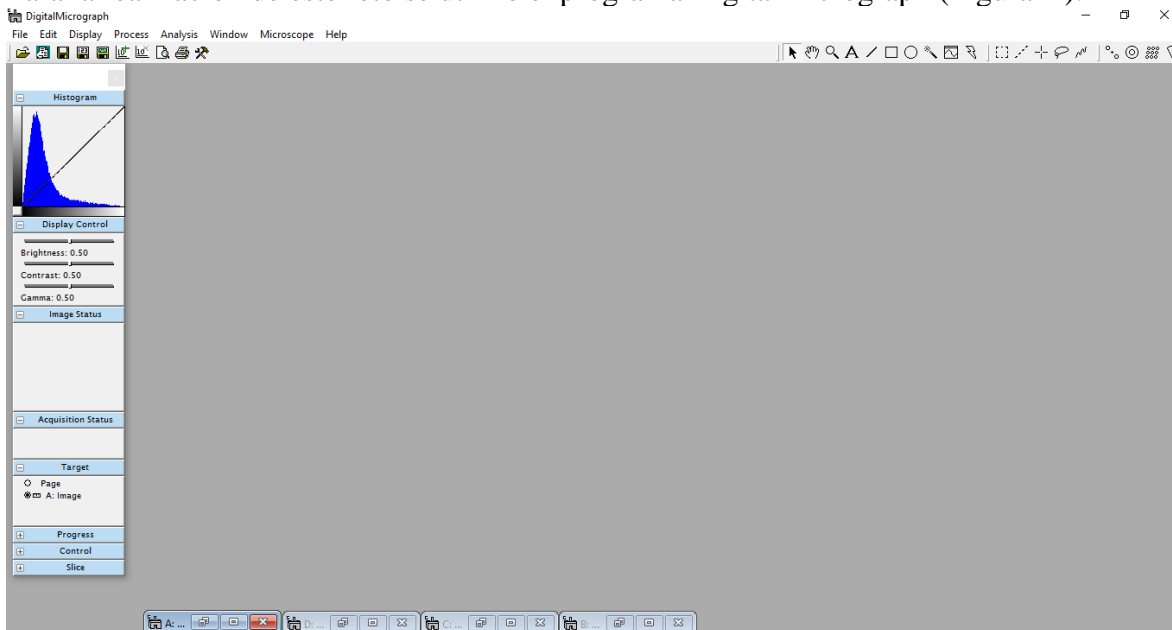 DigitalMicrograph
File Edit Display Process Analysis Window Microscope Help
Histogram
Display Control
Brightness: 0.50
Contrast: 0.50
Gamma: 0.50
Image Status
Acquisition Status
Target
Page
A: Image
Progress
Control
Slice
A: ... D: ... C: ... B: ...